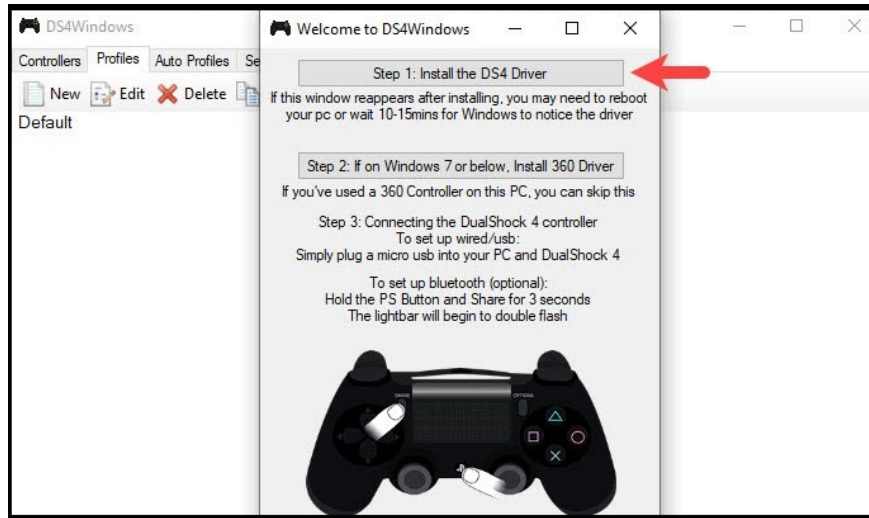 DS4Windows
Controllers Profiles Auto Profiles Se
New Edit Delete
Default
Welcome to DS4Windows
Step 1: Install the DS4 Driver
If this window reappears after installing, you may need to reboot
your pc or wait 10-15mins for Windows to notice the driver
Step 2: If on Windows 7 or below, Install 360 Driver
If you've used a 360 Controller on this PC, you can skip this
Step 3: Connecting the DualShock 4 controller
To set up wired/usb:
Simply plug a micro usb into your PC and DualShock 4
To set up bluetooth (optional):
Hold the PS Button and Share for 3 seconds
The lightbar will begin to double flash
SHARE
OPTIONS